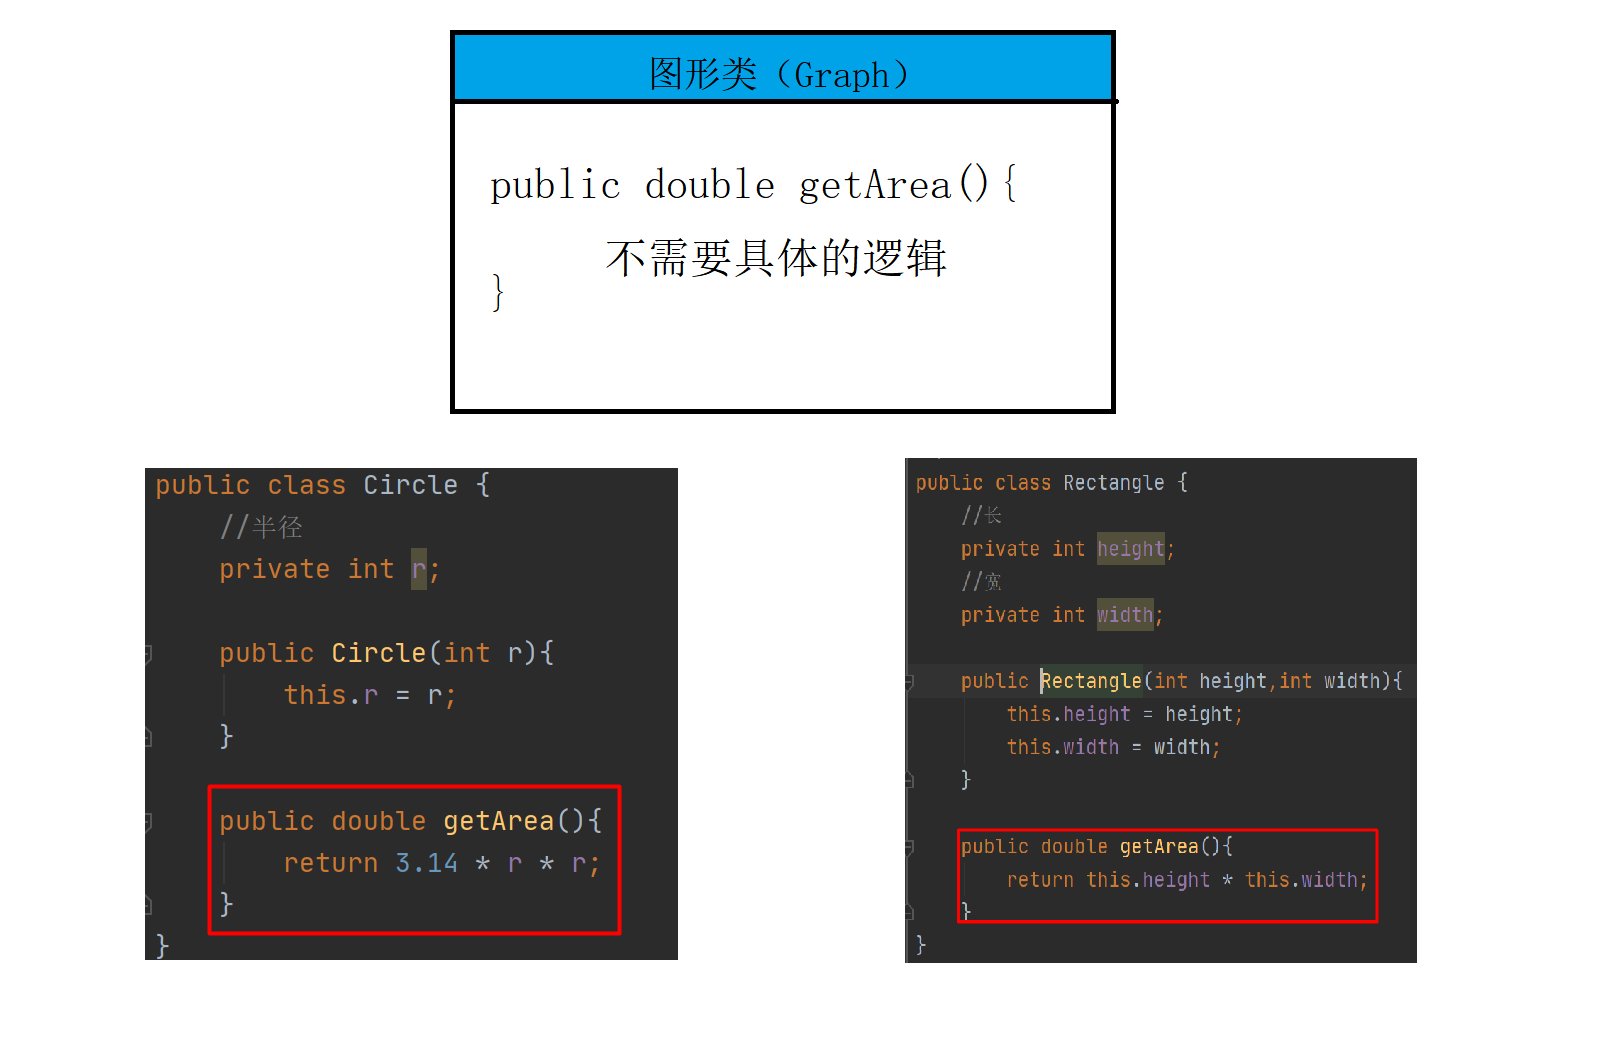 图形类（Graph）
public double getArea(){
不需要具体的逻辑
}
public class Circle {
//半径
private int r;
public Circle(int r){
this.r = r;
}
public double getArea(){
return 3.14 * r * r;
}
}
public class Rectangle {
//长
private int height;
//宽
private int width;
public Rectangle(int height,int width){
this.height = height;
this.width = width;
}
public double getArea(){
return this.height * this.width;
}
}